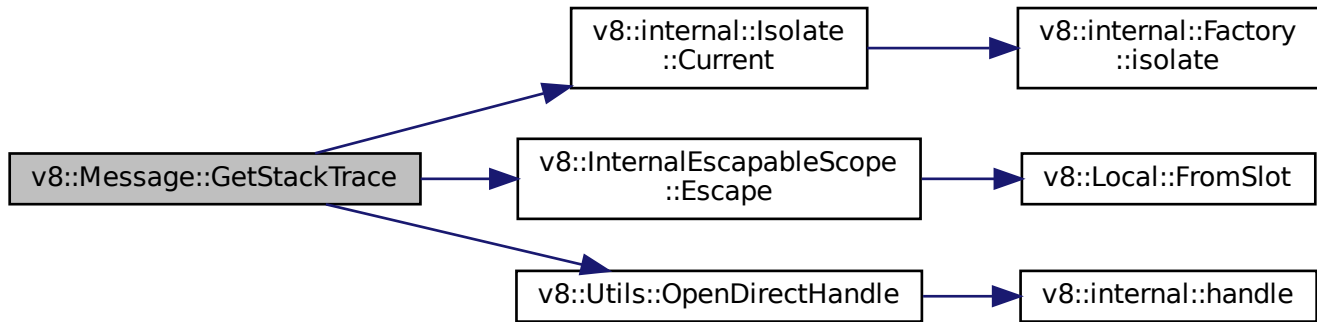 v8::Message::GetStackTrace
v8::internal::Isolate
::Current
v8::internal::Factory
::isolate
v8::InternalEscapableScope
::Escape
v8::Local::FromSlot
v8::Utils::OpenDirectHandle
v8::internal::handle